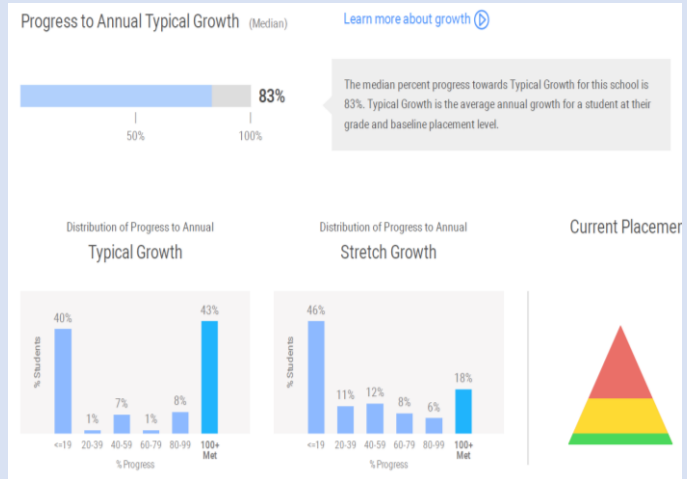 Progress to Annual Typical Growth (Median)
Learn more about growth
83%
50%
100%
The median percent progress towards Typical Growth for this school is
83%. Typical Growth is the average annual growth for a student at their
grade and baseline placement level.
Distribution of Progress to Annual
Typical Growth
% Students
40%
1%
7%
1%
8%
43%
<=19 20-39 40-59 60-79 80-99 100+
Met
% Progress
Distribution of Progress to Annual
Stretch Growth
% Students
46%
11%
12%
8%
6%
18%
<=19 20-39 40-59 60-79 80-99 100+
Met
% Progress
Current Placemer